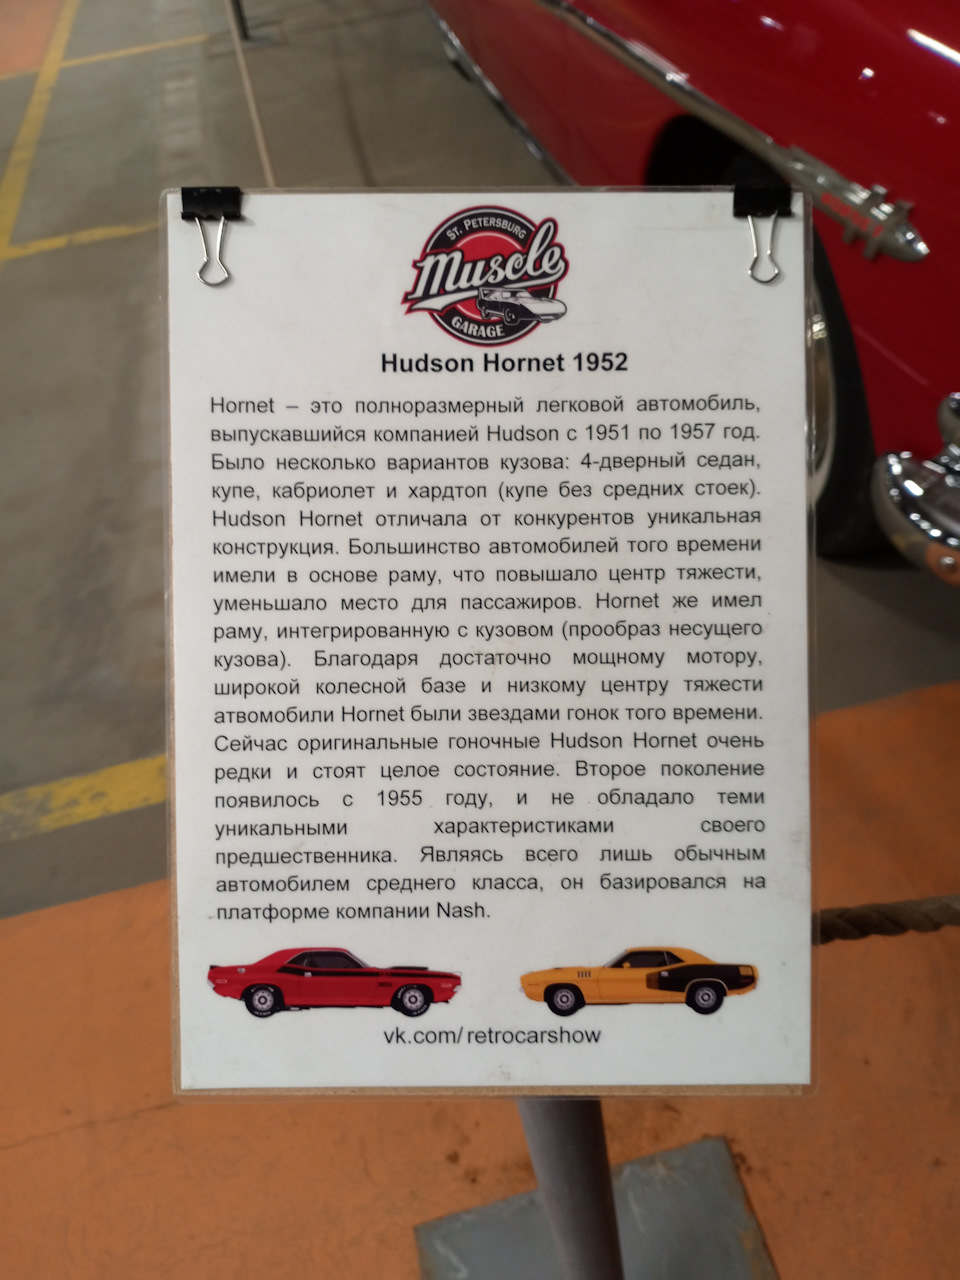 ST. PETERSBURG
Muscle
GARAGE
Hudson Hornet 1952
Hornet – это полноразмерный легковой автомобиль,
выпускавшийся компанией Hudson с 1951 по 1957 год.
Было несколько вариантов кузова: 4-дверный седан,
купе, кабриолет и хардтоп (купе без средних стоек).
Hudson Hornet отличала от конкурентов уникальная
конструкция. Большинство автомобилей того времени
имели в основе раму, что повышало центр тяжести,
уменьшало место для пассажиров. Hornet же имел
раму, интегрированную с кузовом (прообраз несущего
кузова). Благодаря достаточно мощному мотору,
широкой колесной базе и низкому центру тяжести
атвомобили Hornet были звездами гонок того времени.
Сейчас оригинальные гоночные Hudson Hornet очень
редки и стоят целое состояние. Второе поколение
появилось с 1955 году, и не обладало теми
уникальными характеристиками своего
предшественника. Являясь всего лишь обычным
автомобилем среднего класса, он базировался на
платформе компании Nash.
vk.com/retrocarshow